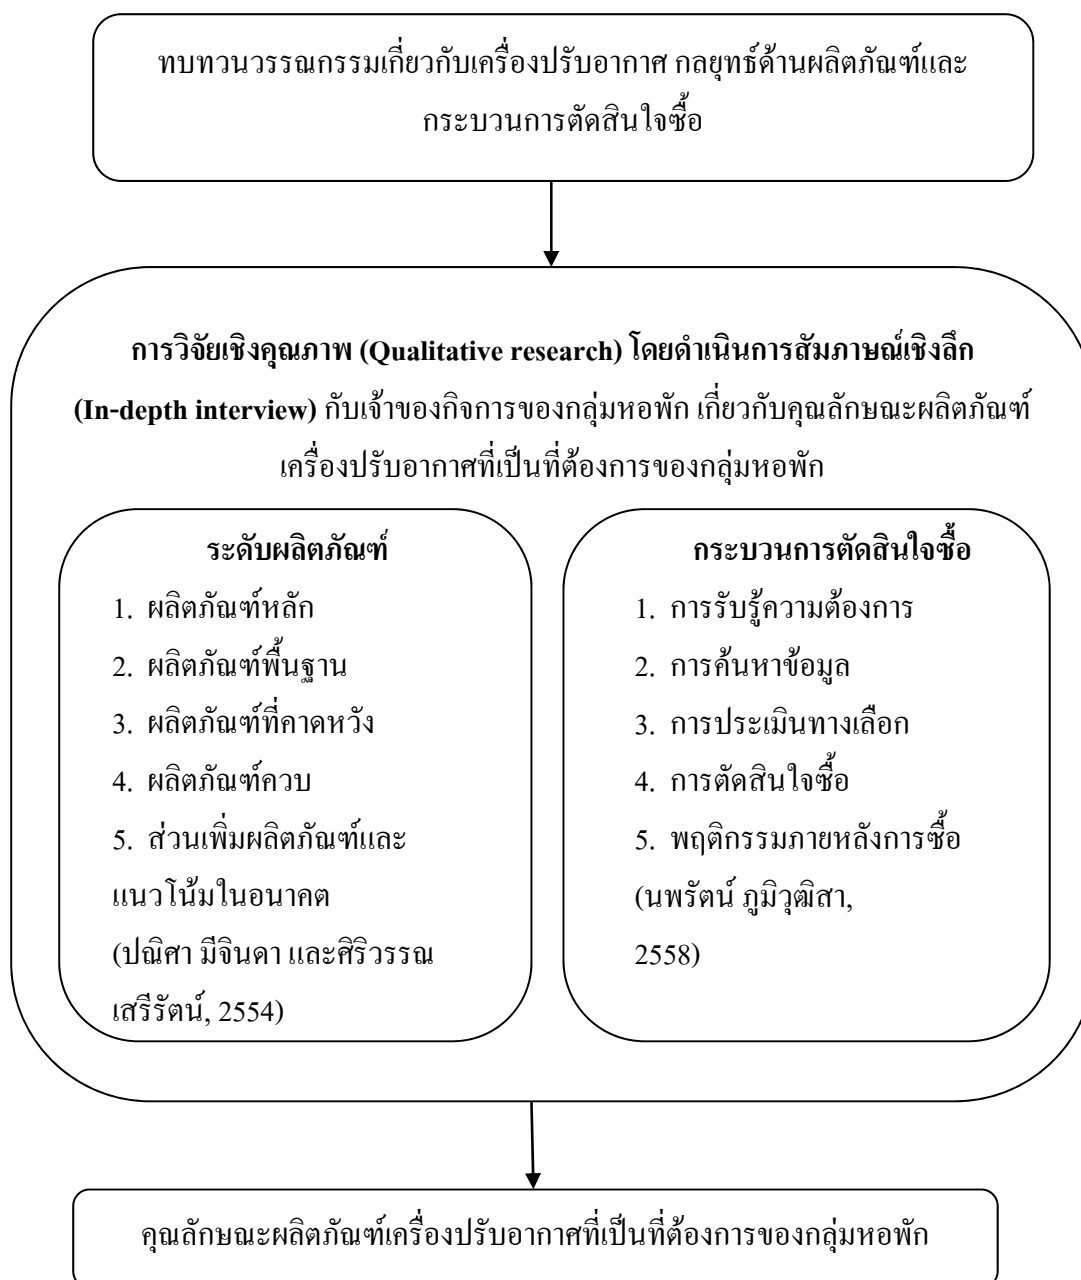 ทบทวนวรรณกรรมเกี่ยวกับเครื่องปรับอากาศ กลยุทธ์ด้านผลิตภัณฑ์และ
กระบวนการตัดสินใจซื้อ
การวิจัยเชิงคุณภาพ (Qualitative research) โดยดำเนินการสัมภาษณ์เชิงลึก
(In-depth interview) กับเจ้าของกิจการของกลุ่มหอพัก เกี่ยวกับคุณลักษณะผลิตภัณฑ์
เครื่องปรับอากาศที่เป็นที่ต้องการของกลุ่มหอพัก
ระดับผลิตภัณฑ์
1. ผลิตภัณฑ์หลัก
2. ผลิตภัณฑ์พื้นฐาน
3. ผลิตภัณฑ์ที่คาดหวัง
4. ผลิตภัณฑ์ควบ
5. ส่วนเพิ่มผลิตภัณฑ์และ
แนวโน้มในอนาคต
(ปณิศา มีจินดา และศิริวรรณ
เสรีรัตน์, 2554)
กระบวนการตัดสินใจซื้อ
1. การรับรู้ความต้องการ
2. การค้นหาข้อมูล
3. การประเมินทางเลือก
4. การตัดสินใจซื้อ
5. พฤติกรรมภายหลังการซื้อ
(นพรัตน์ ภูมิวุฒิสา,
2558)
คุณลักษณะผลิตภัณฑ์เครื่องปรับอากาศที่เป็นที่ต้องการของกลุ่มหอพัก